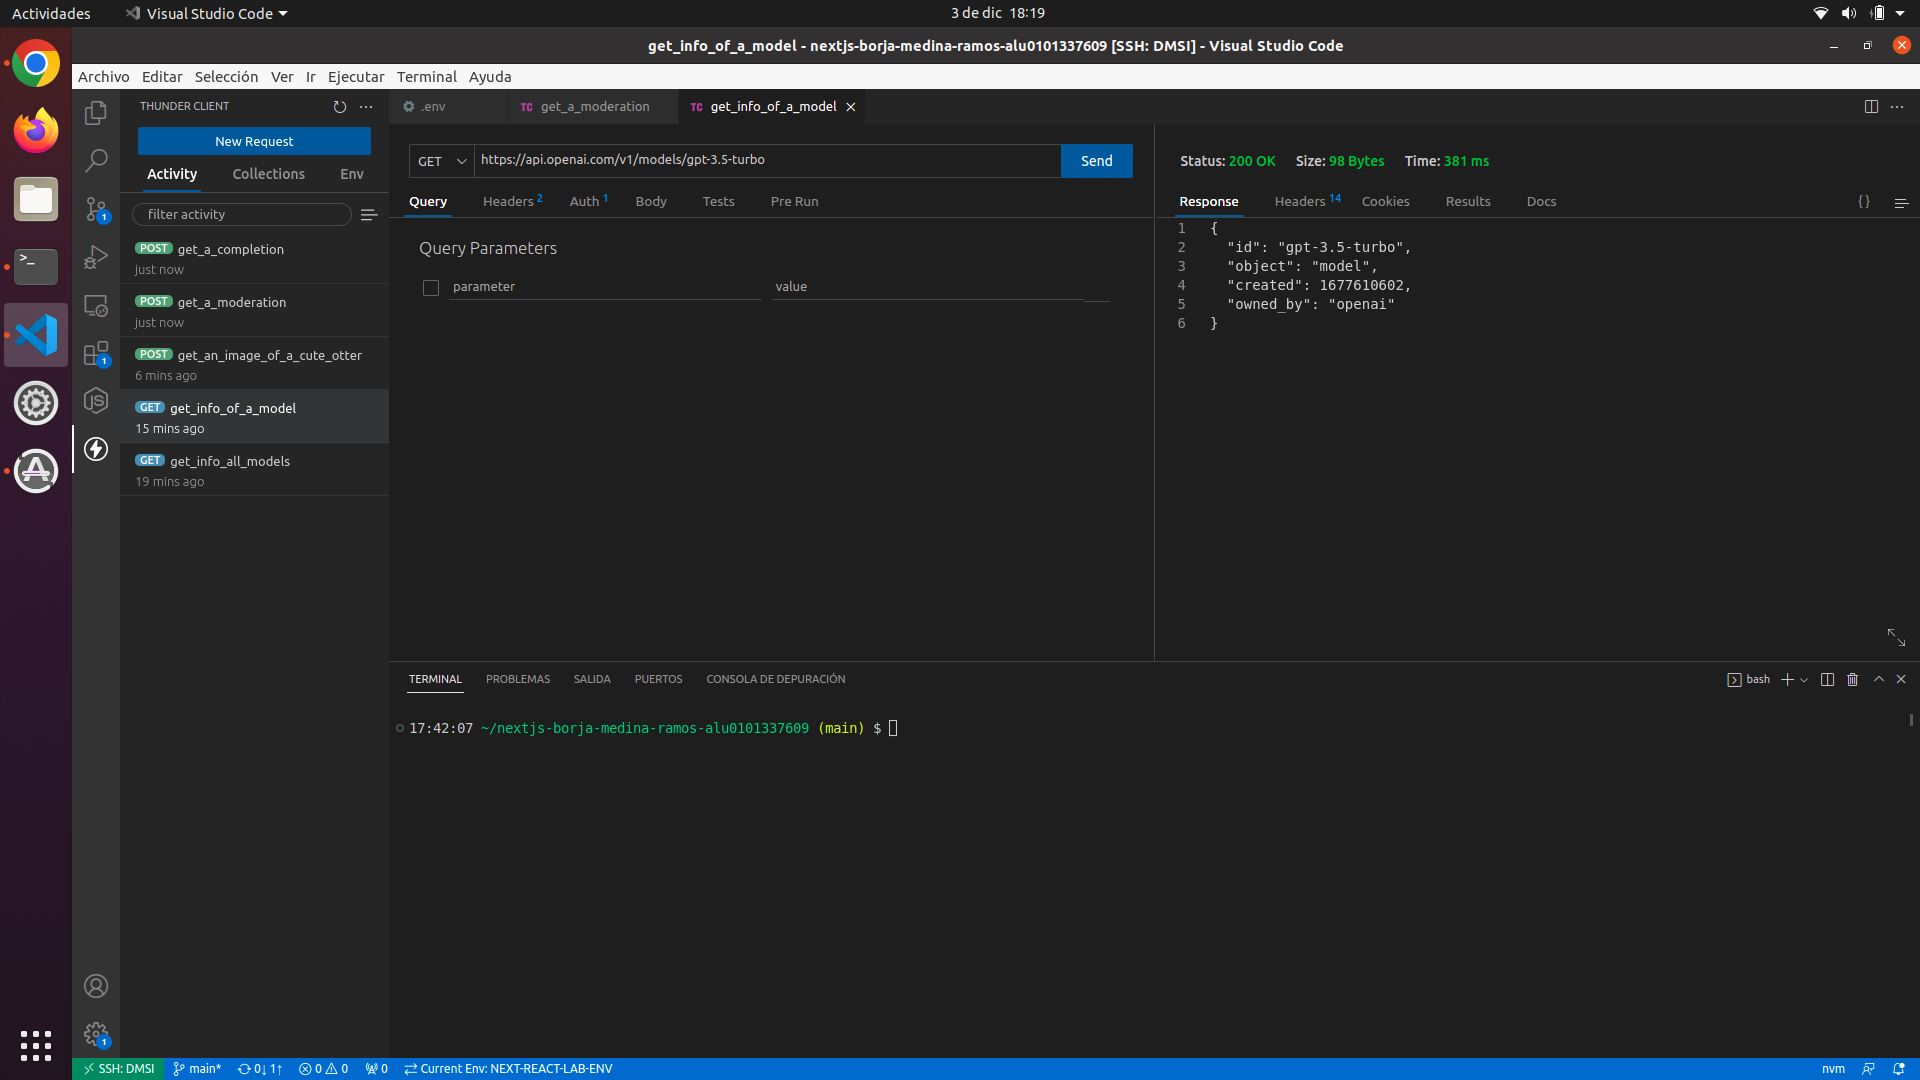 Actividades
Visual Studio Code
3 de dic 18:19
get_info_of_a_model - nextjs-borja-medina-ramos-alu0101337609 [SSH: DMSI] - Visual Studio Code
Archivo Editar Selección Ver Ir Ejecutar Terminal Ayuda
THUNDER CLIENT
New Request
Activity Collections Env
filter activity
POST get_a_completion
just now
POST get_a_moderation
just now
POST get_an_image_of_a_cute_otter
6 mins ago
GET get_info_of_a_model
15 mins ago
GET get_info_all_models
19 mins ago
1
1
1
.env
TC get_a_moderation
TC get_info_of_a_model
GET
https://api.openai.com/v1/models/gpt-3.5-turbo
Send
Query Headers 2 Auth 1 Body Tests Pre Run
Query Parameters
parameter value
Status: 200 OK Size: 98 Bytes Time: 381 ms
Response Headers 14 Cookies Results Docs {}
1 {
2 "id": "gpt-3.5-turbo",
3 "object": "model",
4 "created": 1677610602,
5 "owned_by": "openai"
6 }
TERMINAL PROBLEMAS SALIDA PUERTOS CONSOLA DE DEPURACIÓN
bash
17:42:07 ~/nextjs-borja-medina-ramos-alu0101337609 (main) $
SSH: DMSI main* 0↓ 1↑ 0 0 0 Current Env: NEXT-REACT-LAB-ENV
nvm